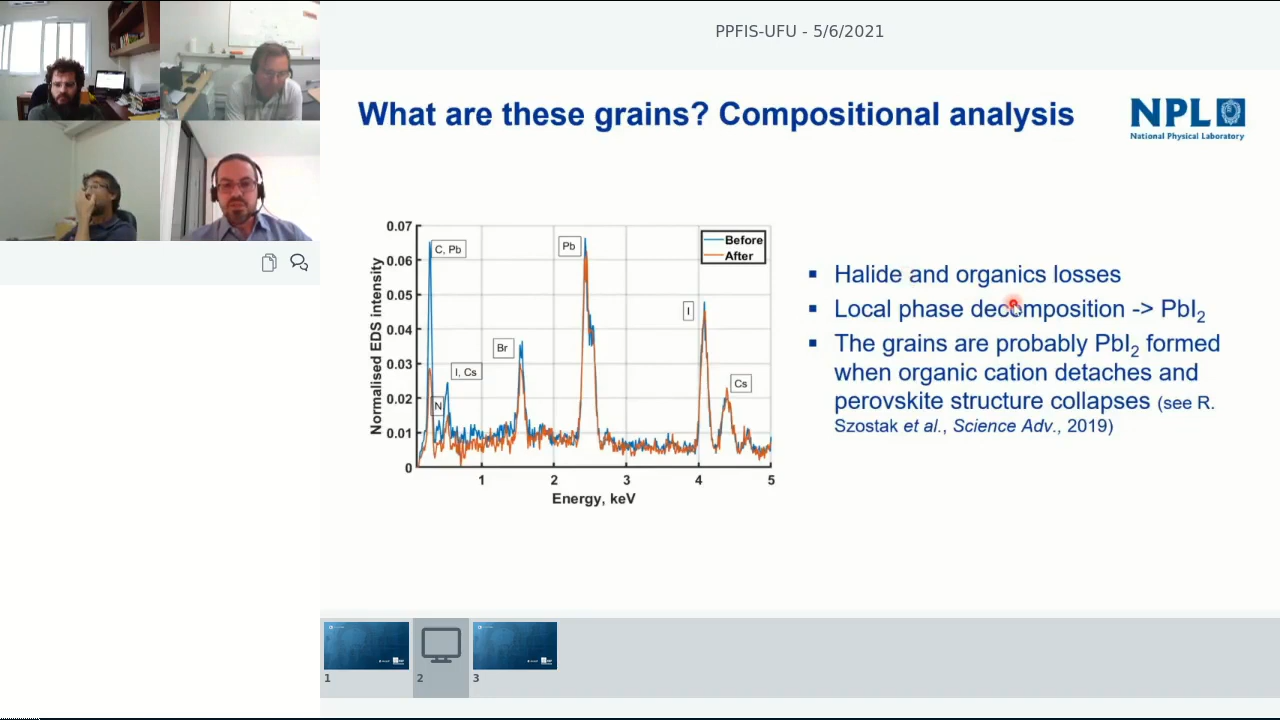 PPFIS-UFU - 5/6/2021
What are these grains? Compositional analysis
NPL
National Physical Laboratory
Normalised EDS intensity
0.07
0.06
0.05
0.04
0.03
0.02
0.01
0
C, Pb
N
I, Cs
Br
Pb
I
Cs
Before
After
1
2
3
4
5
Energy, keV
▪ Halide and organics losses
▪ Local phase decomposition -> PbI2
▪ The grains are probably PbI2 formed
when organic cation detaches and
perovskite structure collapses (see R.
Szostak et al., Science Adv., 2019)
1
2
3